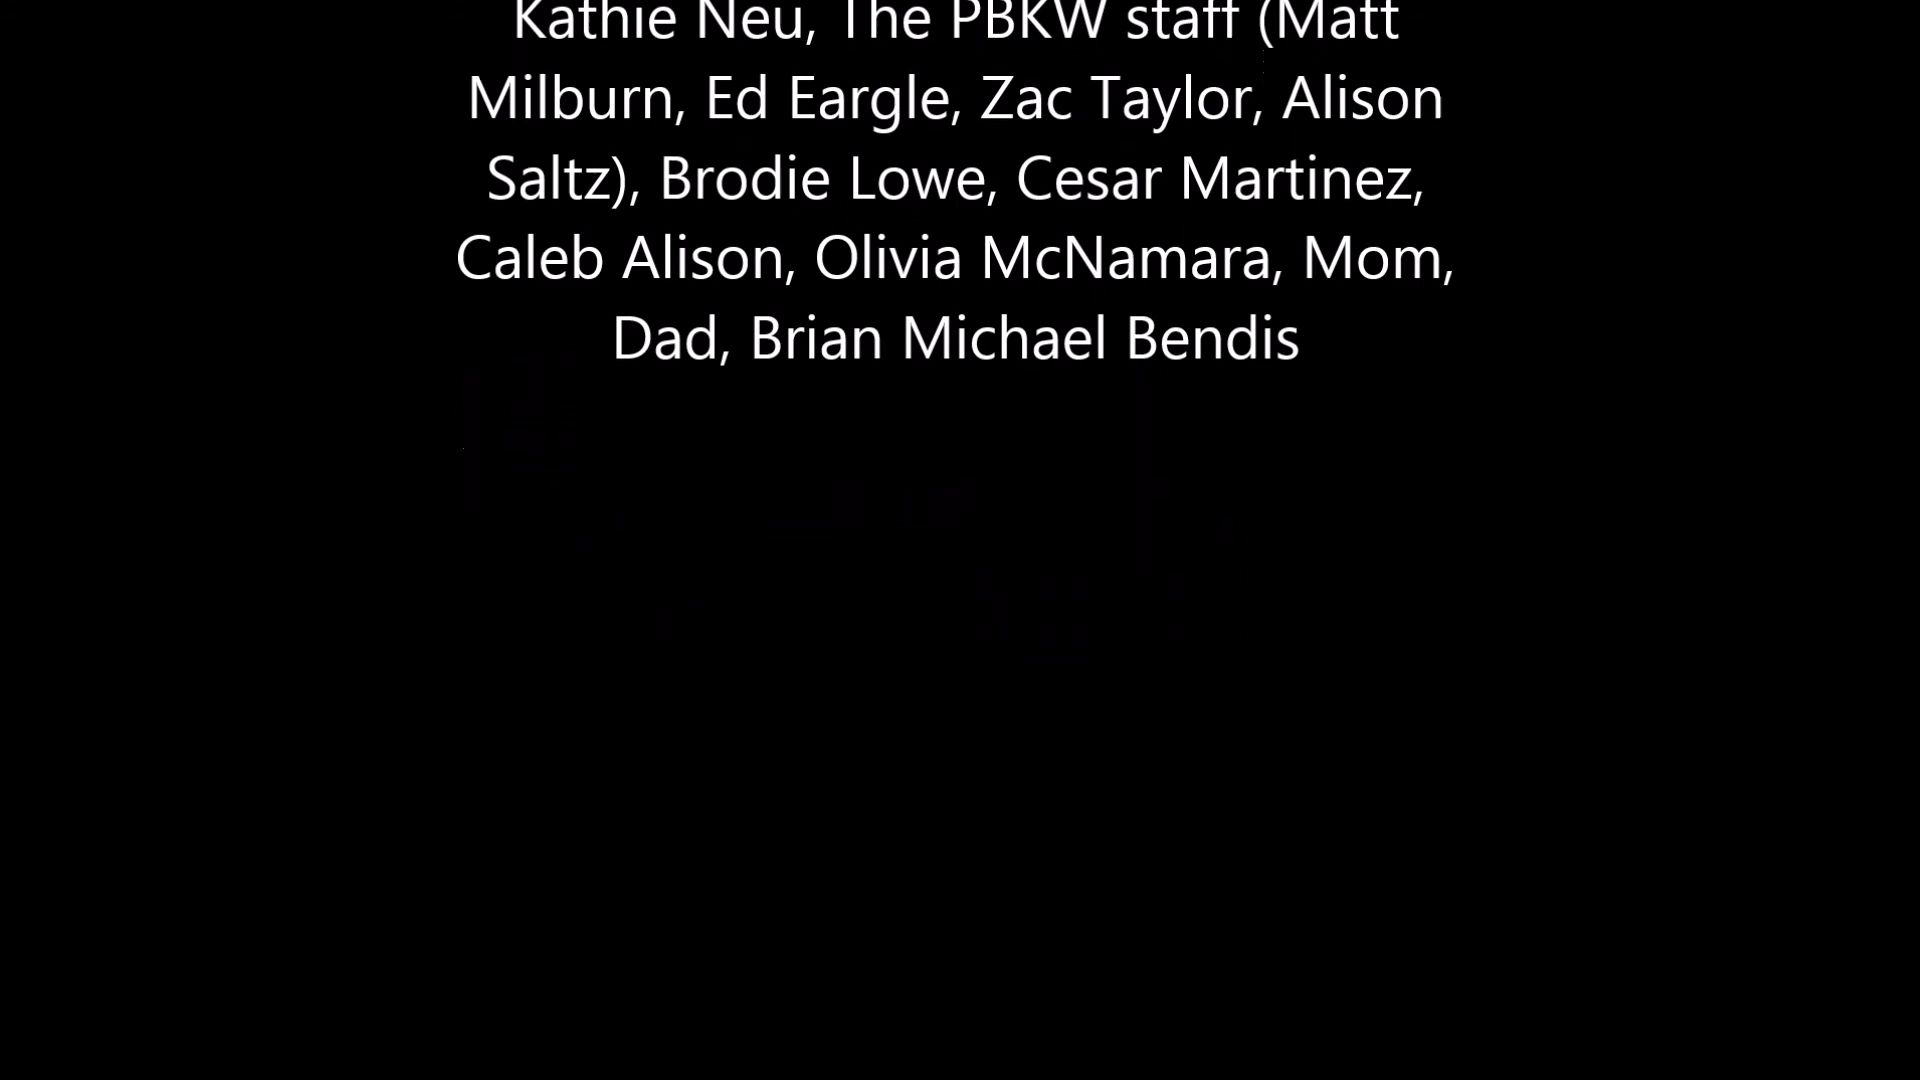 Kathie Neu, The PBKW staff (Matt
Milburn, Ed Eargle, Zac Taylor, Alison
Saltz), Brodie Lowe, Cesar Martinez,
Caleb Alison, Olivia McNamara, Mom,
Dad, Brian Michael Bendis